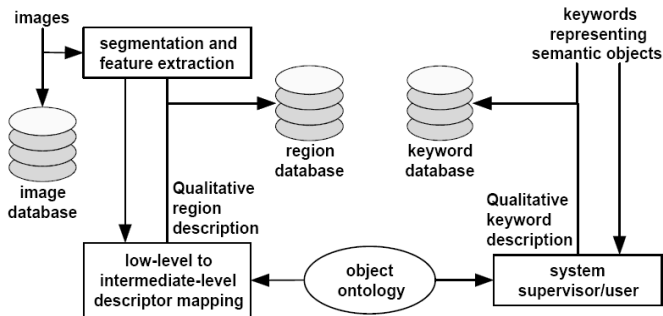 images
segmentation and
feature extraction
keywords
representing
semantic objects
image
database
region
database
keyword
database
Qualitative
region
description
Qualitative
keyword
description
low-level to
intermediate-level
descriptor mapping
object
ontology
system
supervisor/user